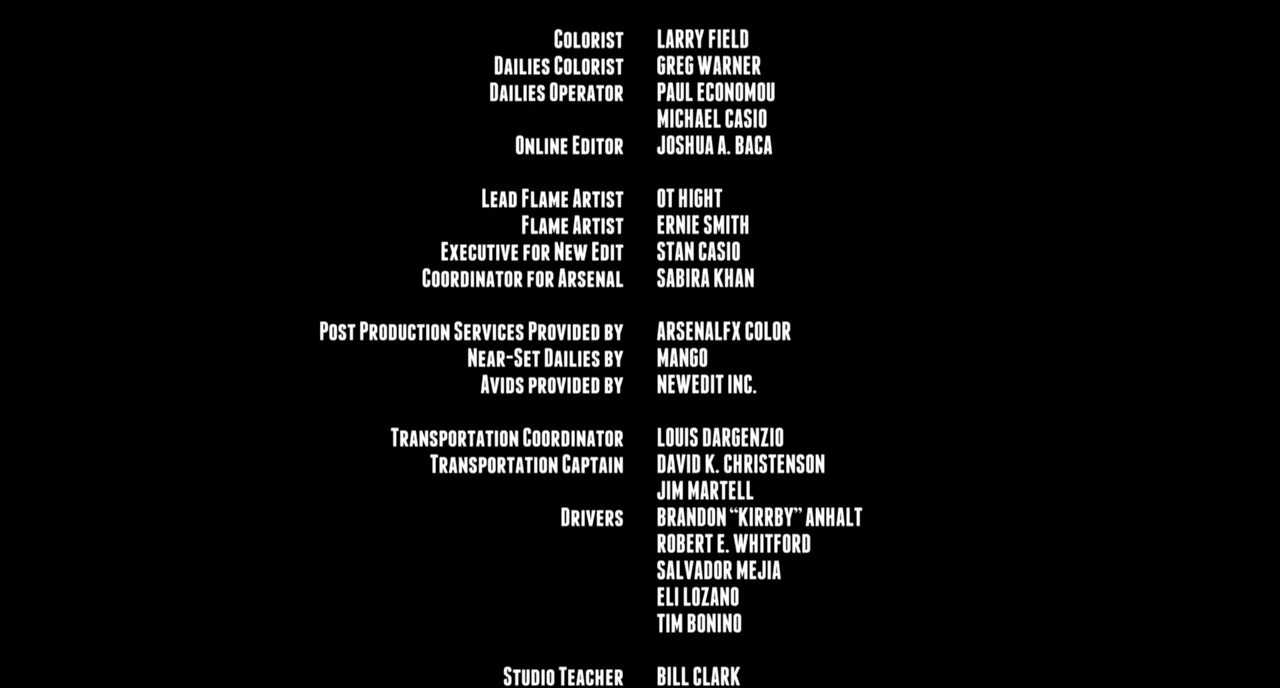 Colorist LARRY FIELD
Dailies Colorist GREG WARNER
Dailies Operator PAUL ECONOMOU
MICHAEL CASIO
Online Editor JOSHUA A. BACA
Lead Flame Artist OT HIGHT
Flame Artist ERNIE SMITH
Executive for New Edit STAN CASIO
Coordinator for Arsenal SABIRA KHAN
Post Production Services Provided by ARSENALFX COLOR
Near-Set Dailies by MANGO
Avids provided by NEWEDIT INC.
Transportation Coordinator LOUIS DARGENZIO
Transportation Captain DAVID K. CHRISTENSON
JIM MARTELL
Drivers BRANDON “KIRRBY” ANHALT
ROBERT E. WHITFORD
SALVADOR MEJIA
ELI LOZANO
TIM BONINO
Studio Teacher BILL CLARK